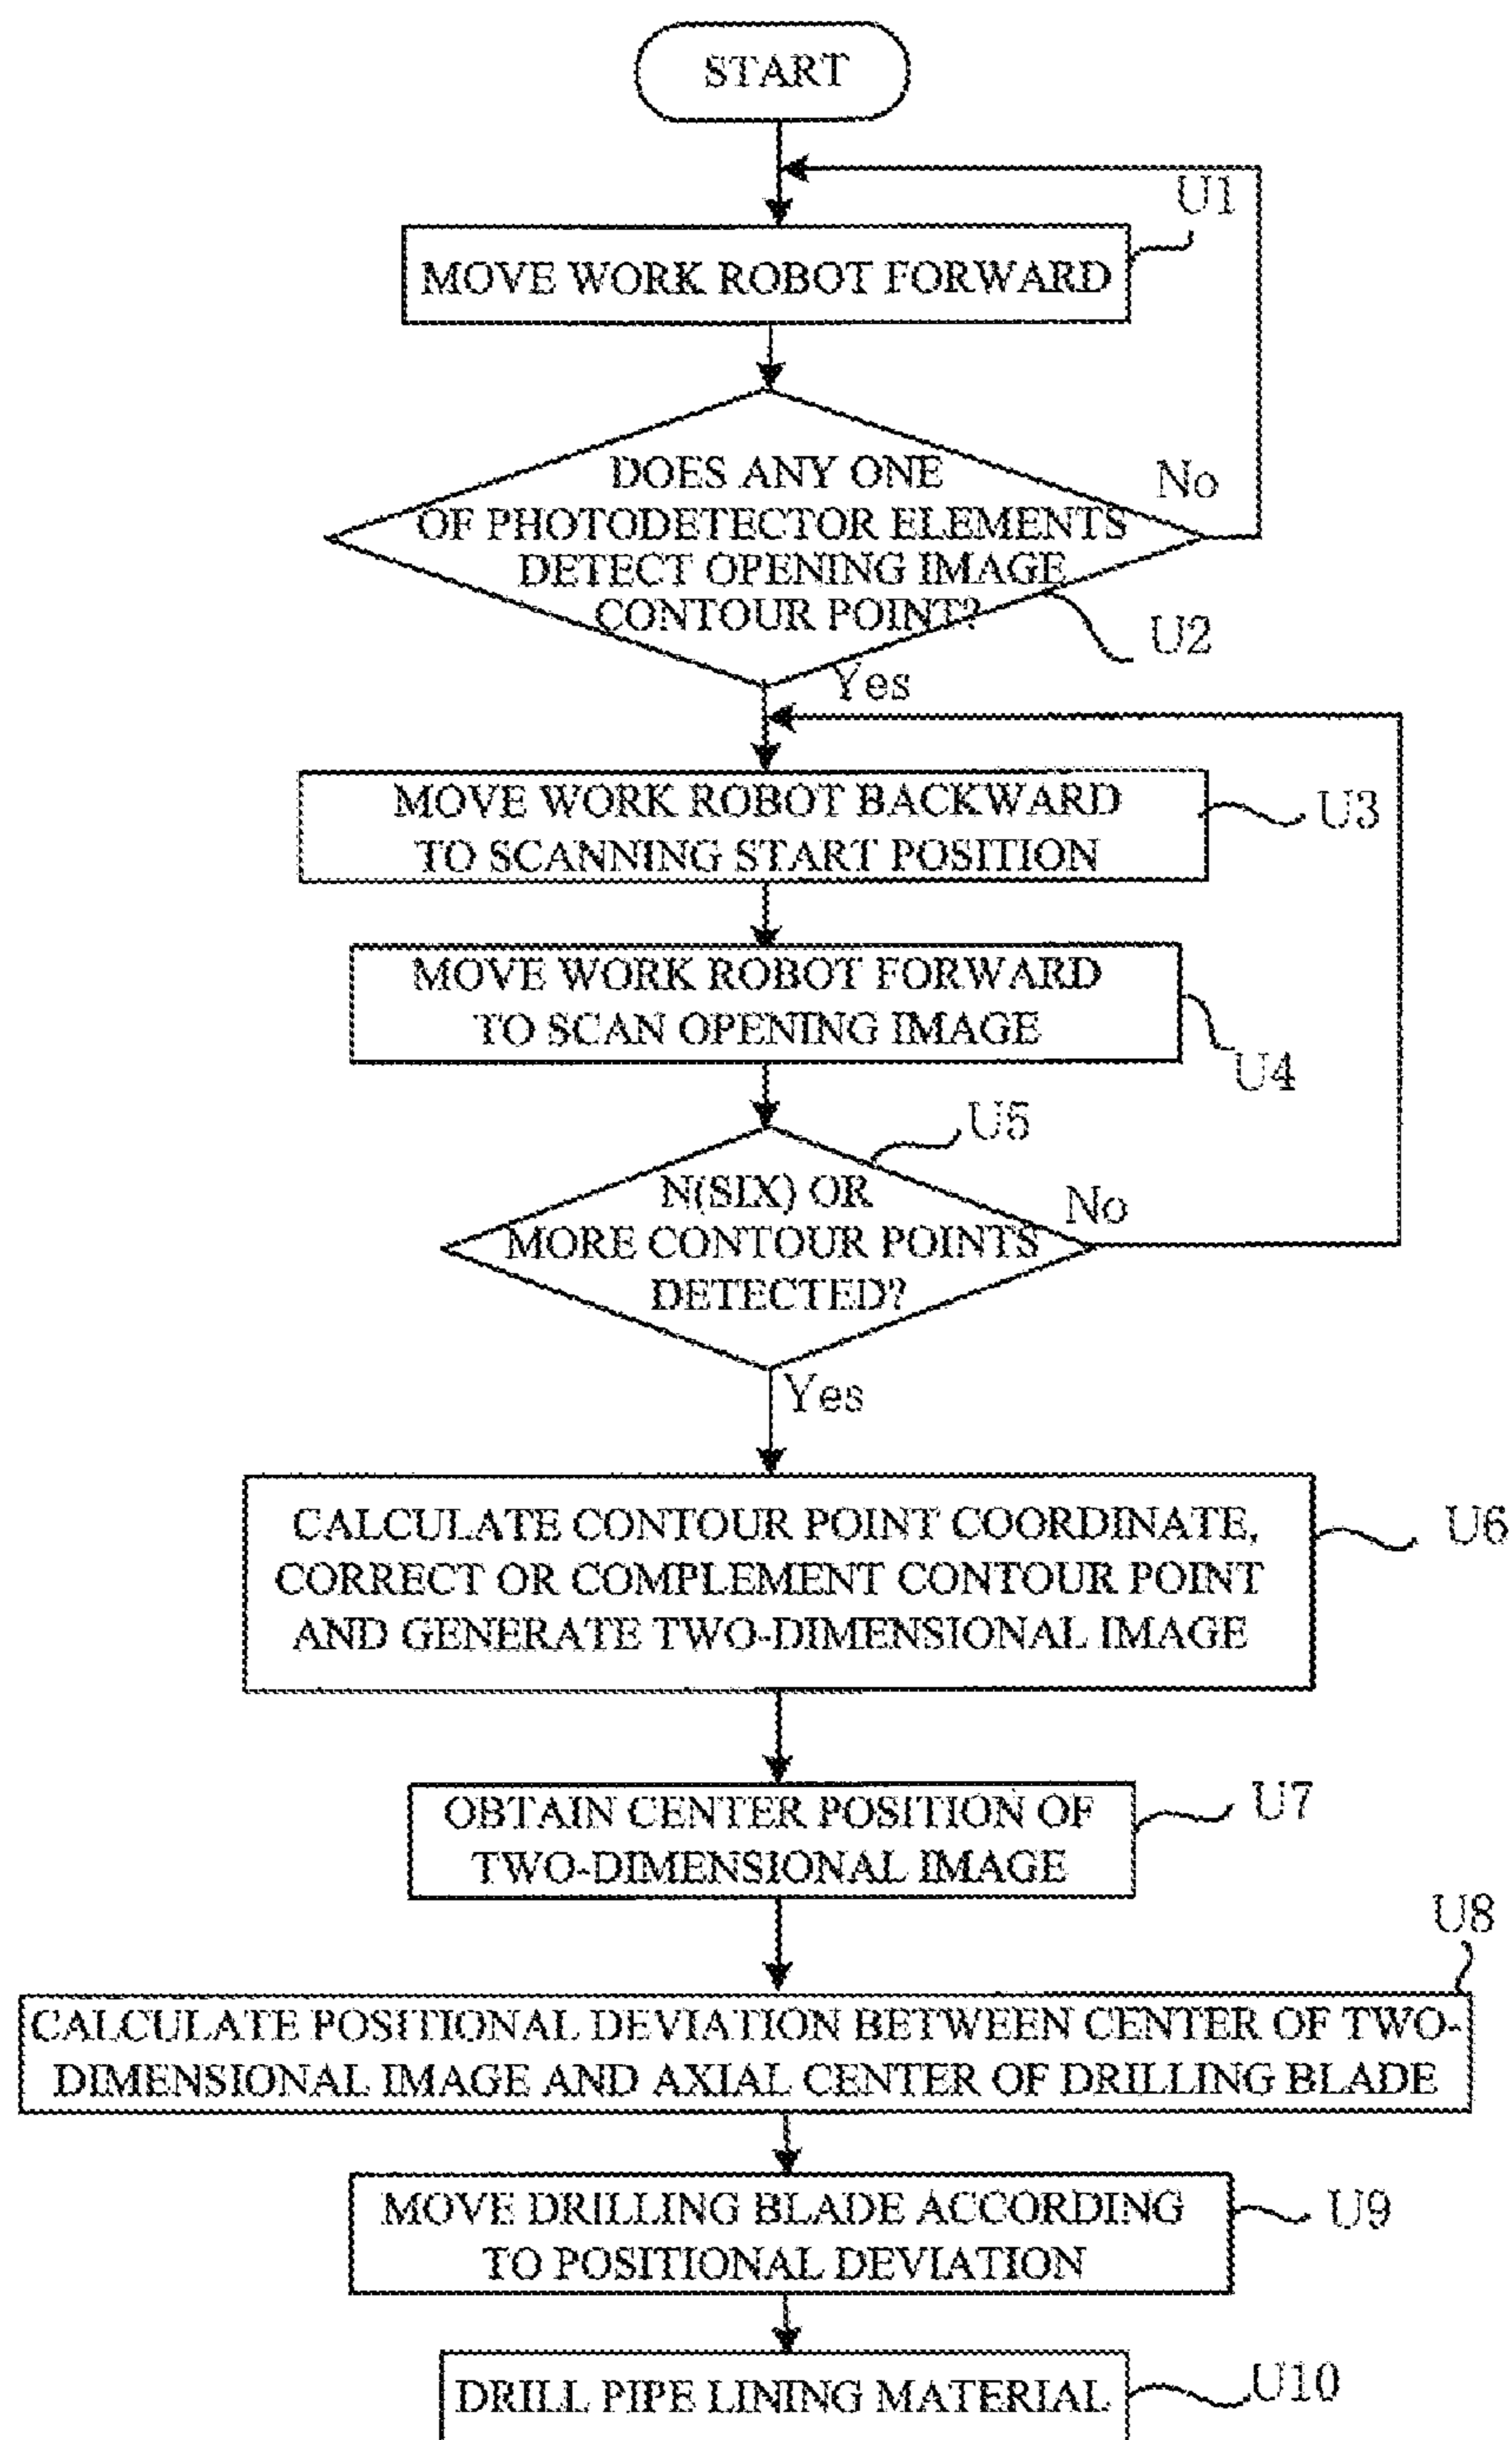 START
U1
MOVE WORK ROBOT FORWARD
DOES ANY ONE
OF PHOTODETECTOR ELEMENTS
DETECT OPENING IMAGE
CONTOUR POINT?
No
U2
Yes
MOVE WORK ROBOT BACKWARD
TO SCANNING START POSITION
U3
MOVE WORK ROBOT FORWARD
TO SCAN OPENING IMAGE
U4
U5
N(SIX) OR
MORE CONTOUR POINTS
DETECTED?
No
Yes
CALCULATE CONTOUR POINT COORDINATE,
CORRECT OR COMPLEMENT CONTOUR POINT
AND GENERATE TWO-DIMENSIONAL IMAGE
U6
OBTAIN CENTER POSITION OF
TWO-DIMENSIONAL IMAGE
U7
U8
CALCULATE POSITIONAL DEVIATION BETWEEN CENTER OF TWO-
DIMENSIONAL IMAGE AND AXIAL CENTER OF DRILLING BLADE
MOVE DRILLING BLADE ACCORDING
TO POSITIONAL DEVIATION
U9
DRILL PIPE LINING MATERIAL
U10